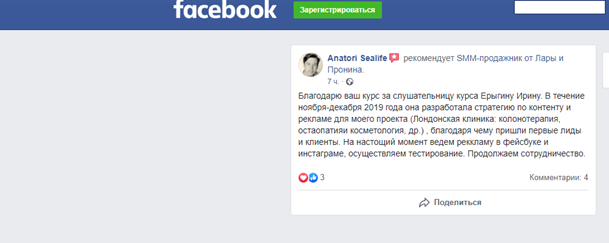 facebook
Зарегистрироваться
Anatori Sealife рекомендует SMM-продажник от Лары и
Пронина.
7 ч. ·
Благодарю ваш курс за слушательницу курса Ерыгину Ирину. В течение
ноября-декабря 2019 года она разработала стратегию по контенту и
рекламе для моего проекта (Лондонская клиника: колонотерапия,
остаопатияи косметология, др.) , благодаря чему пришли первые лиды
и клиенты. На настощий момент ведем реккламу в фейсбуке и
инстаграме, осуществляем тестирование. Продолжаем сотрудничество.
3
Комментарии: 4
Поделиться